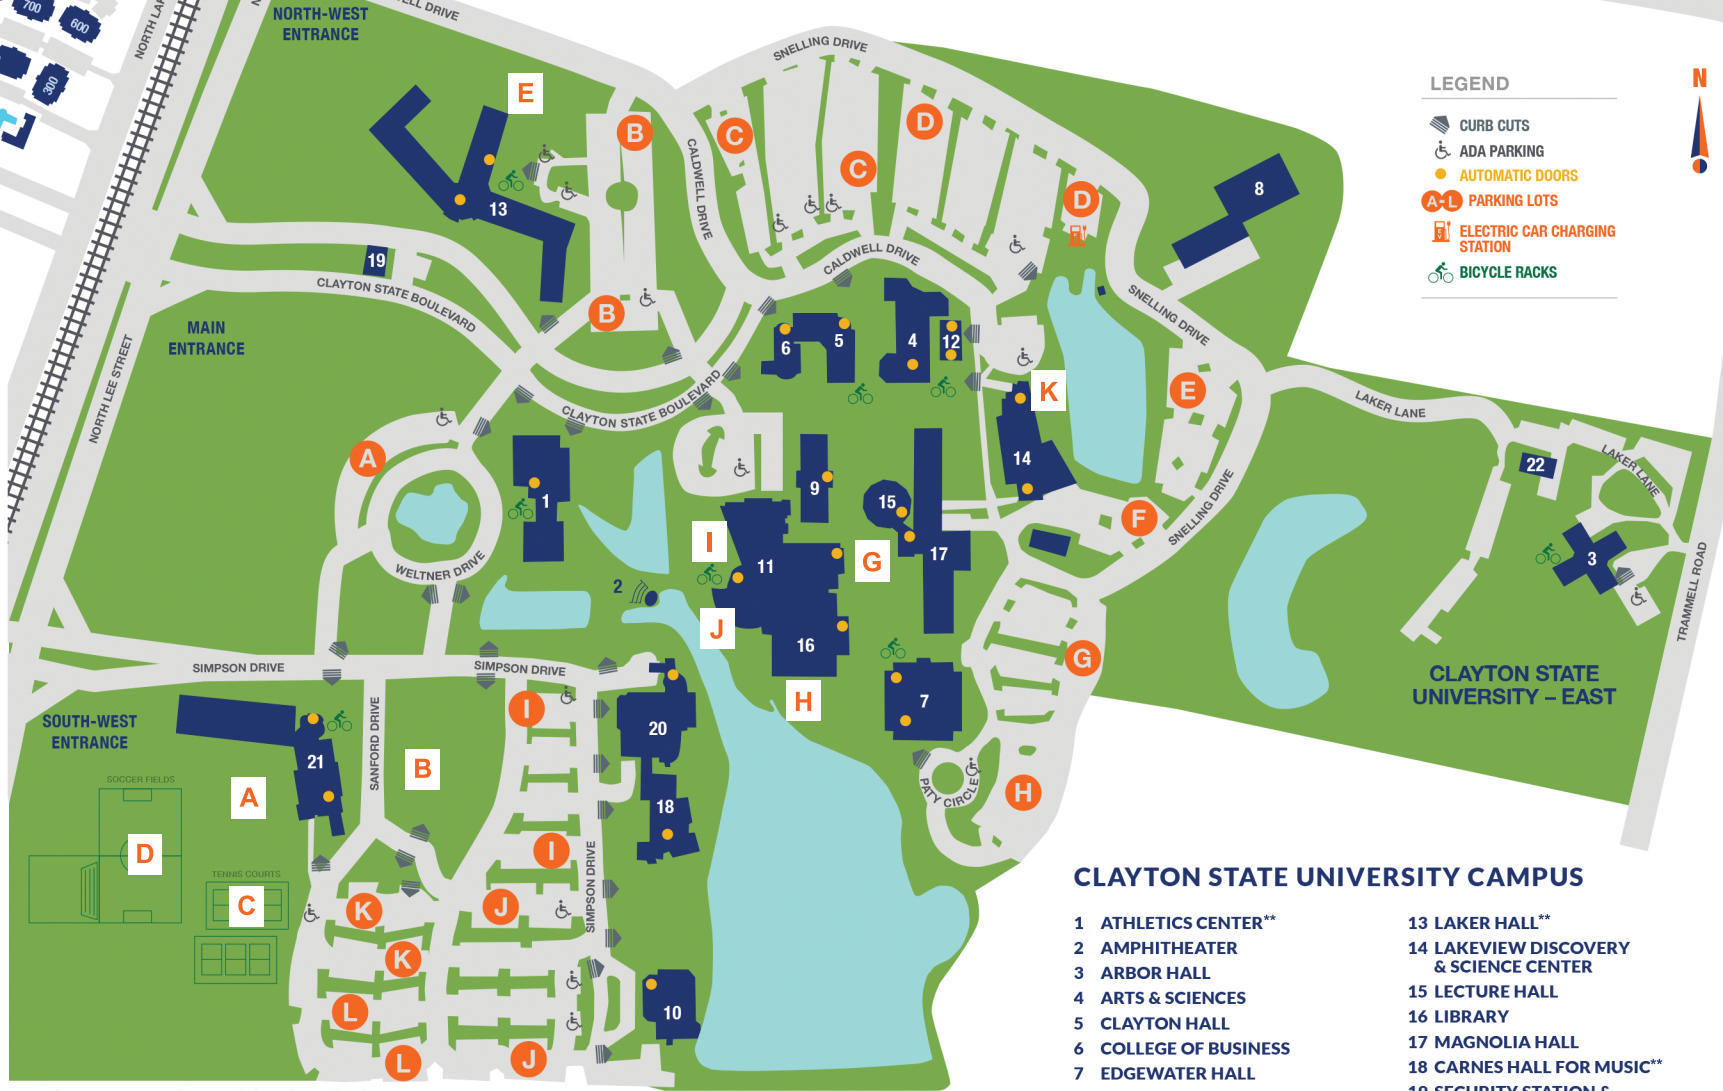 700
600
300
NORTH-WEST
ENTRANCE
SNELLING DRIVE
E
B
C
D
C
D
13
CALDWELL DRIVE
8
LEGEND
CURB CUTS
ADA PARKING
AUTOMATIC DOORS
A-L PARKING LOTS
ELECTRIC CAR CHARGING
STATION
BICYCLE RACKS
N
19
CLAYTON STATE BOULEVARD
CALDWELL DRIVE
SNELLING DRIVE
MAIN
ENTRANCE
NORTH LEE STREET
B
6
5
4
12
K
E
LAKER LANE
CLAYTON STATE BOULEVARD
A
1
9
15
14
22
LAKER LANE
F
SNELLING DRIVE
I
11
G
17
3
WELTNER DRIVE
2
J
16
TRAMMELL ROAD
SIMPSON DRIVE
SIMPSON DRIVE
G
CLAYTON STATE
UNIVERSITY – EAST
SOUTH-WEST
ENTRANCE
SANFORD DRIVE
I
H
7
20
21
B
SOCCER FIELDS
A
PATY CIRCLE
H
18
D
I
SIMPSON DRIVE
TENNIS COURTS
C
K
J
K
L
10
L
J
CLAYTON STATE UNIVERSITY CAMPUS
1 ATHLETICS CENTER**
2 AMPHITHEATER
3 ARBOR HALL
4 ARTS & SCIENCES
5 CLAYTON HALL
6 COLLEGE OF BUSINESS
7 EDGEWATER HALL
13 LAKER HALL**
14 LAKEVIEW DISCOVERY
& SCIENCE CENTER
15 LECTURE HALL
16 LIBRARY
17 MAGNOLIA HALL
18 CARNES HALL FOR MUSIC**
19 SECURITY STATION &